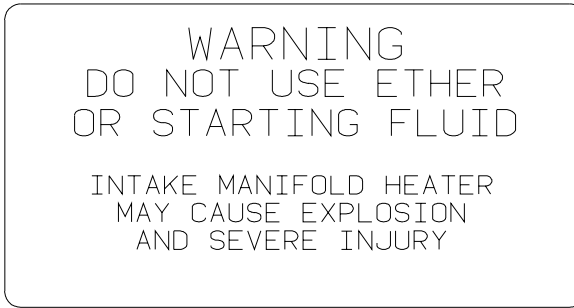 WARNING
DO NOT USE ETHER
OR STARTING FLUID
INTAKE MANIFOLD HEATER
MAY CAUSE EXPLOSION
AND SEVERE INJURY